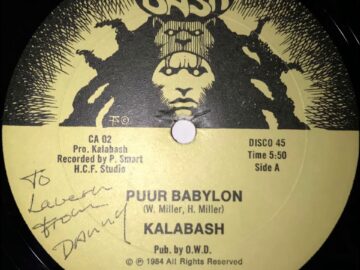 CA 02
Pro. Kalabash
Recorded by P. Smart
H.C.F. Studio
DISCO 45
Time 5:50
Side A
To
Lavern
from
Danny
PUUR BABYLON
(W. Miller, H. Miller)
KALABASH
Pub. by O.W.D.
© ℗ 1984 All Rights Reserved